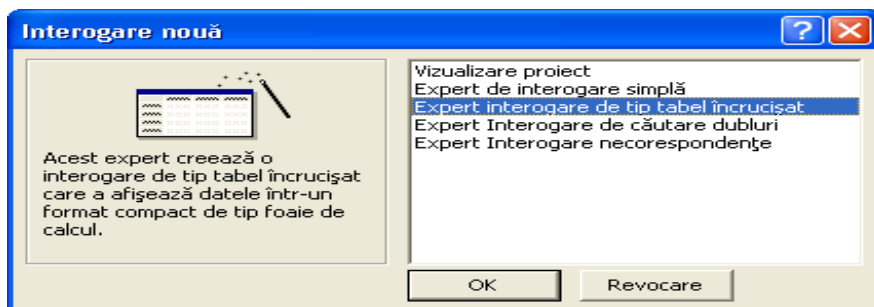 Interogare nouă
Vizualizare proiect
Expert de interogare simplă
Expert interogare de tip tabel încrucişat
Expert Interogare de căutare dubluri
Expert Interogare necorespondenţe
Acest expert creează o
interogare de tip tabel încrucişat
care a afişează datele într-un
format compact de tip foaie de
calcul.
OK
Revocare